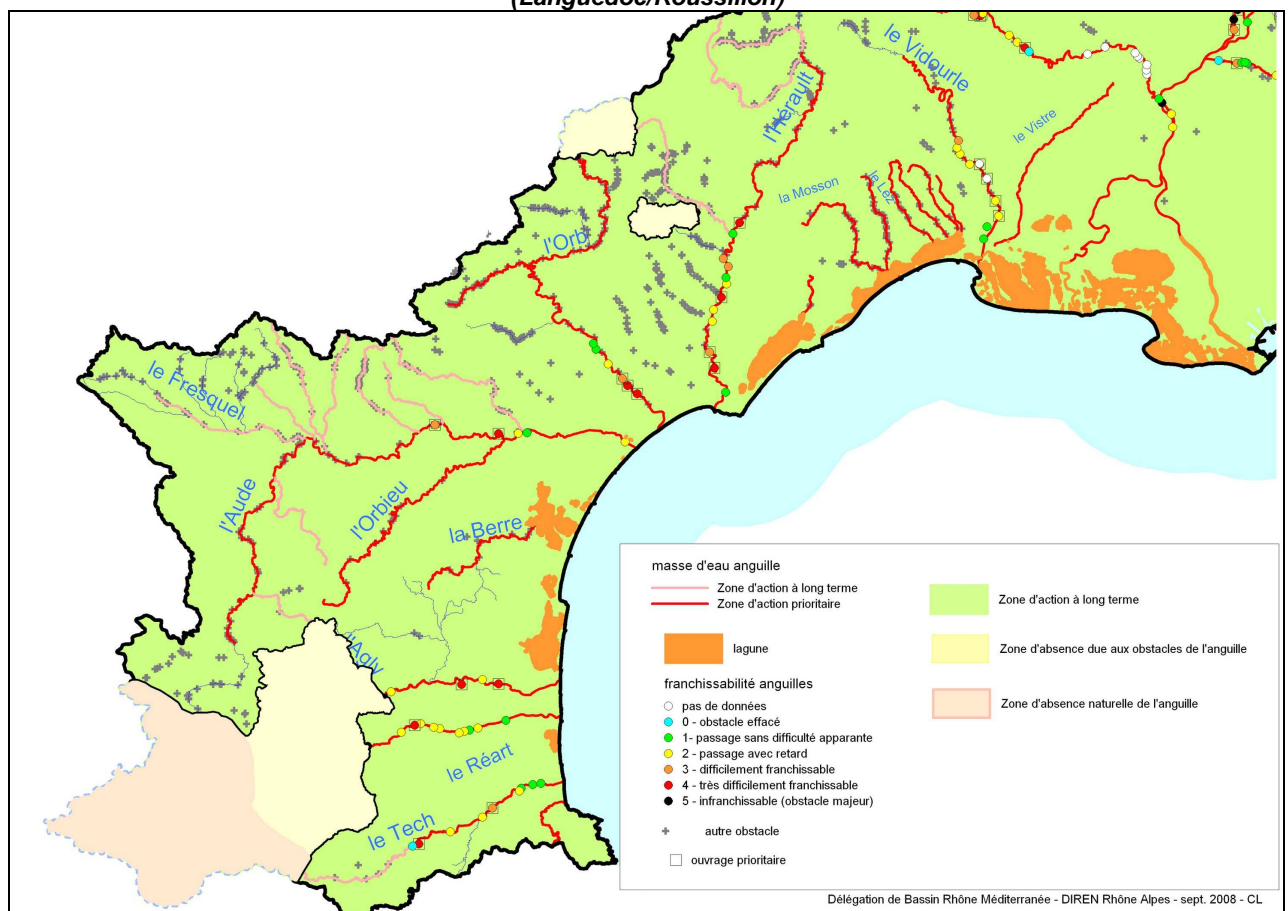 (Languedoc/Roussillon)
le Vidourle
l'Hérault
le Vistre
la Mosson
le Lez
l'Orb
le Fresquel
l'Aude
l'Orbieu
la Berre
l'Agly
le Réart
le Tech
masse d'eau anguille
Zone d'action à long terme
Zone d'action prioritaire
lagune
franchissabilité anguilles
pas de données
0 - obstacle effacé
1- passage sans difficulté apparante
2 - passage avec retard
3 - difficilement franchissable
4 - très difficilement franchissable
5 - infranchissable (obstacle majeur)
autre obstacle
ouvrage prioritaire
Zone d'action à long terme
Zone d'absence due aux obstacles de l'anguille
Zone d'absence naturelle de l'anguille
Délégation de Bassin Rhône Méditerranée - DIREN Rhône Alpes - sept. 2008 - CL